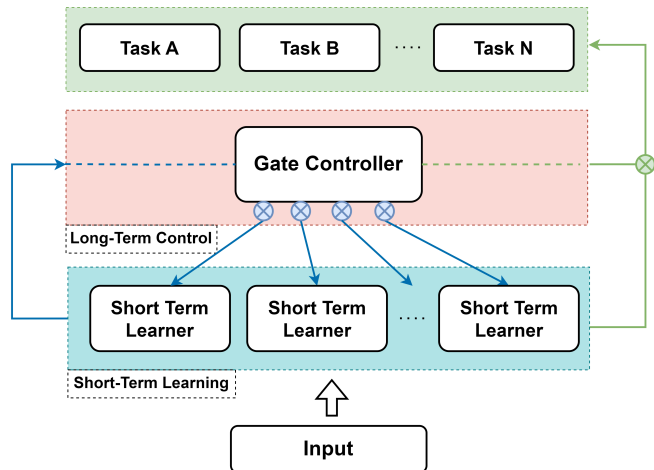 Task A
Task B
....
Task N
Gate Controller
Long-Term Control
Short Term
Learner
Short Term
Learner
....
Short Term
Learner
Short-Term Learning
Input